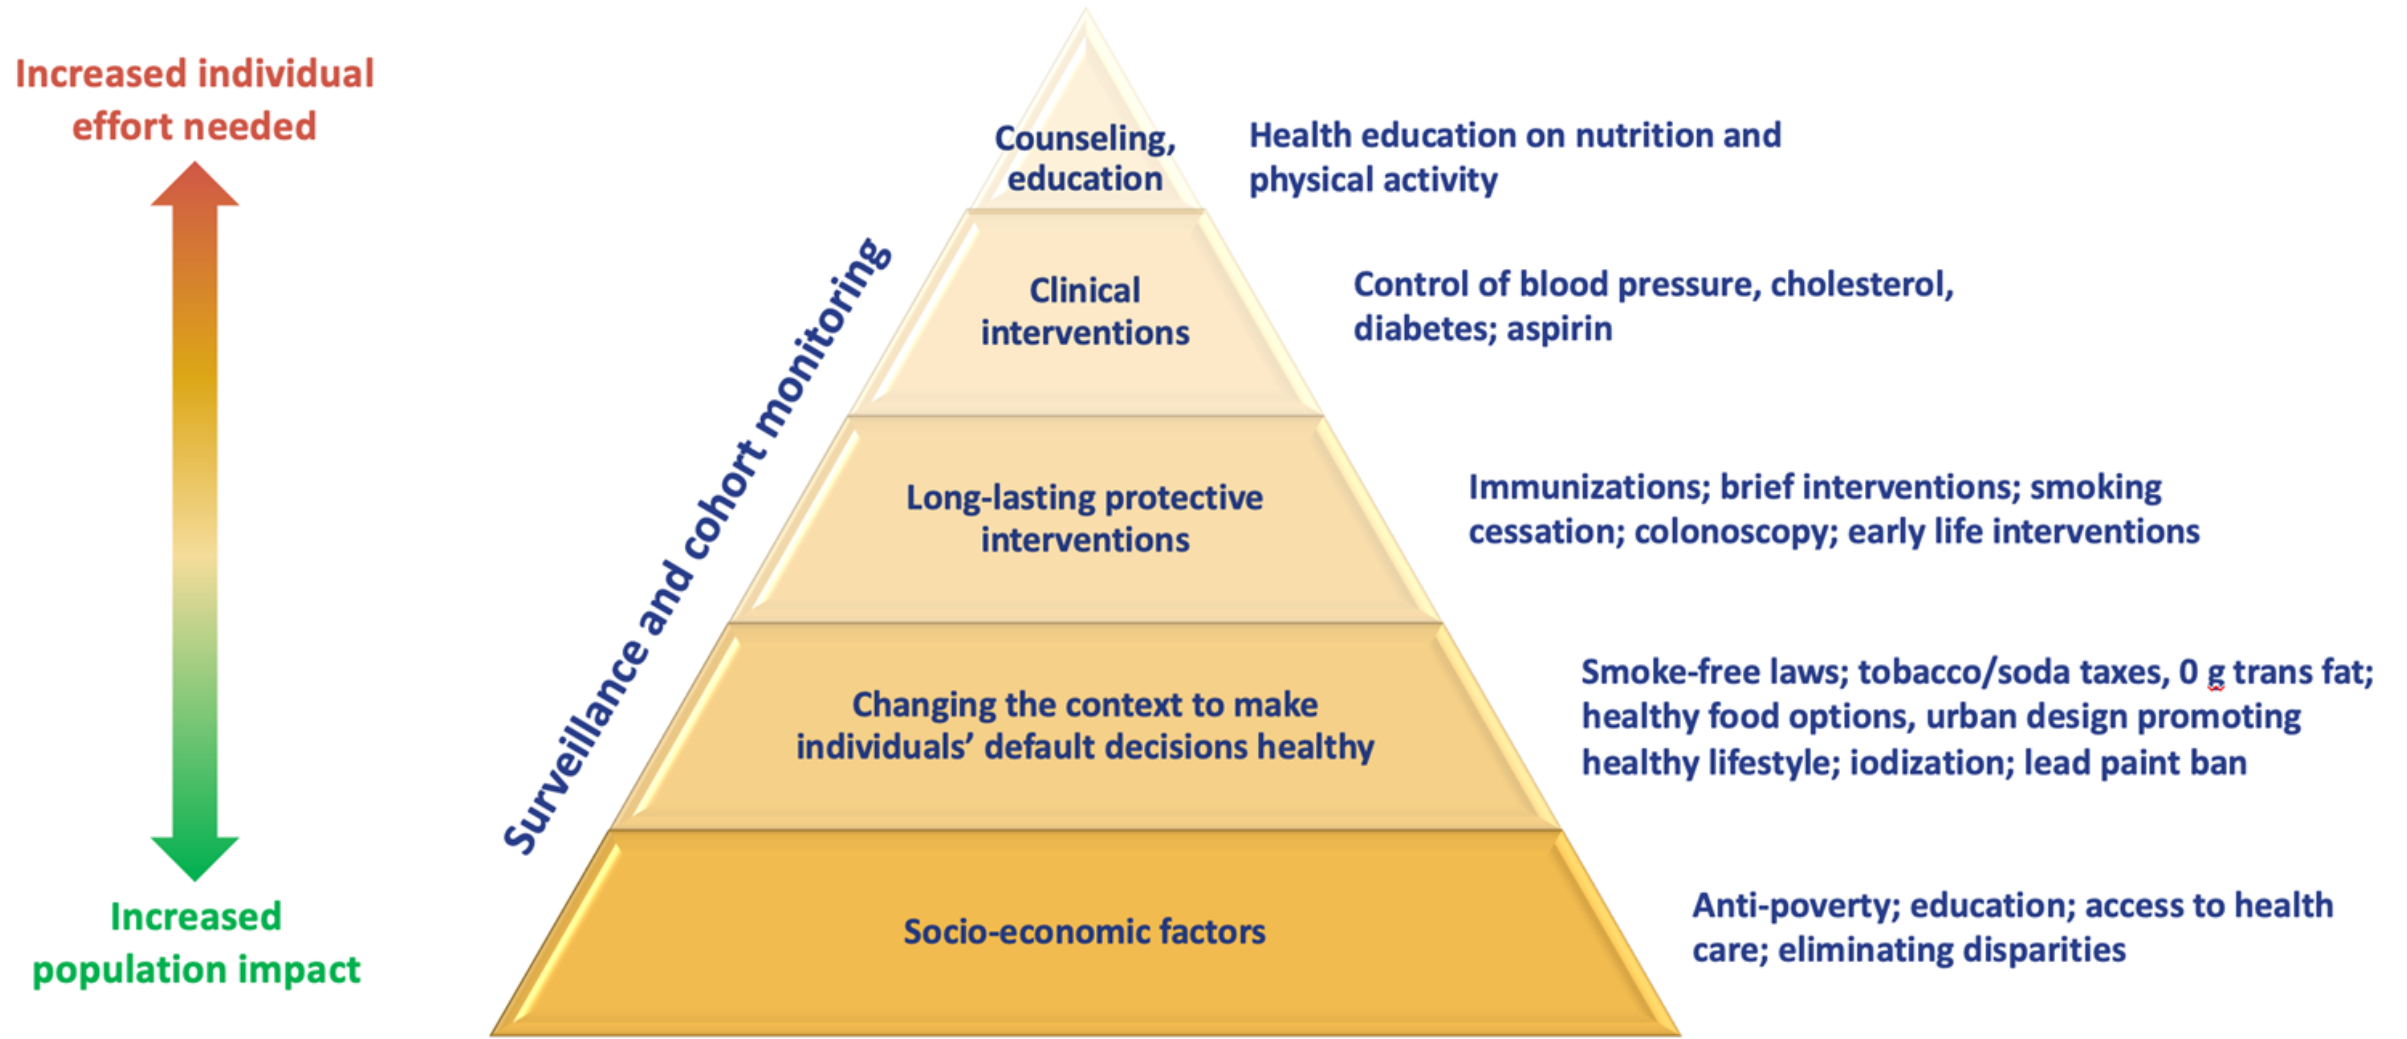 Increased individual
effort needed
Increased
population impact
Surveillance and cohort monitoring
Counseling,
education
Health education on nutrition and
physical activity
Clinical
interventions
Control of blood pressure, cholesterol,
diabetes; aspirin
Long-lasting protective
interventions
Immunizations; brief interventions; smoking
cessation; colonoscopy; early life interventions
Changing the context to make
individuals’ default decisions healthy
Smoke-free laws; tobacco/soda taxes, 0 g trans fat;
healthy food options, urban design promoting
healthy lifestyle; iodization; lead paint ban
Socio-economic factors
Anti-poverty; education; access to health
care; eliminating disparities